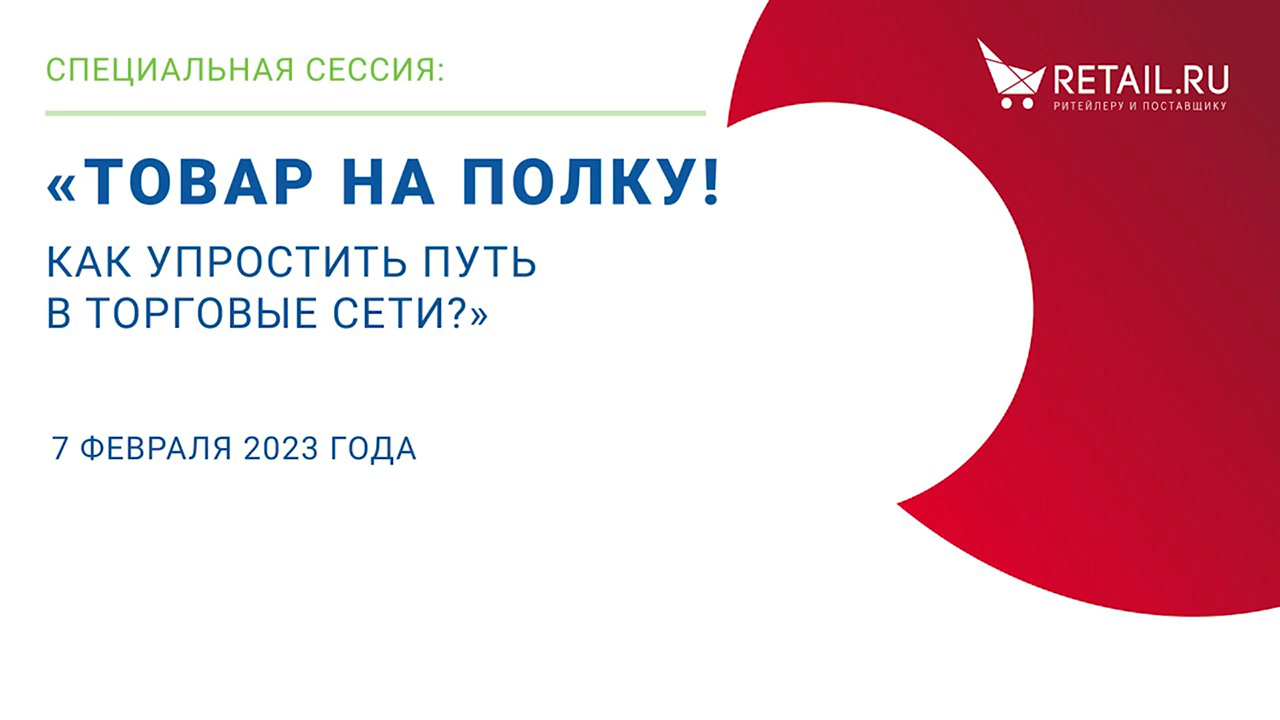 СПЕЦИАЛЬНАЯ СЕССИЯ:
RETAIL.RU
РИТЕЙЛЕРУ И ПОСТАВЩИКУ
«ТОВАР НА ПОЛКУ!
КАК УПРОСТИТЬ ПУТЬ
В ТОРГОВЫЕ СЕТИ?»
7 ФЕВРАЛЯ 2023 ГОДА